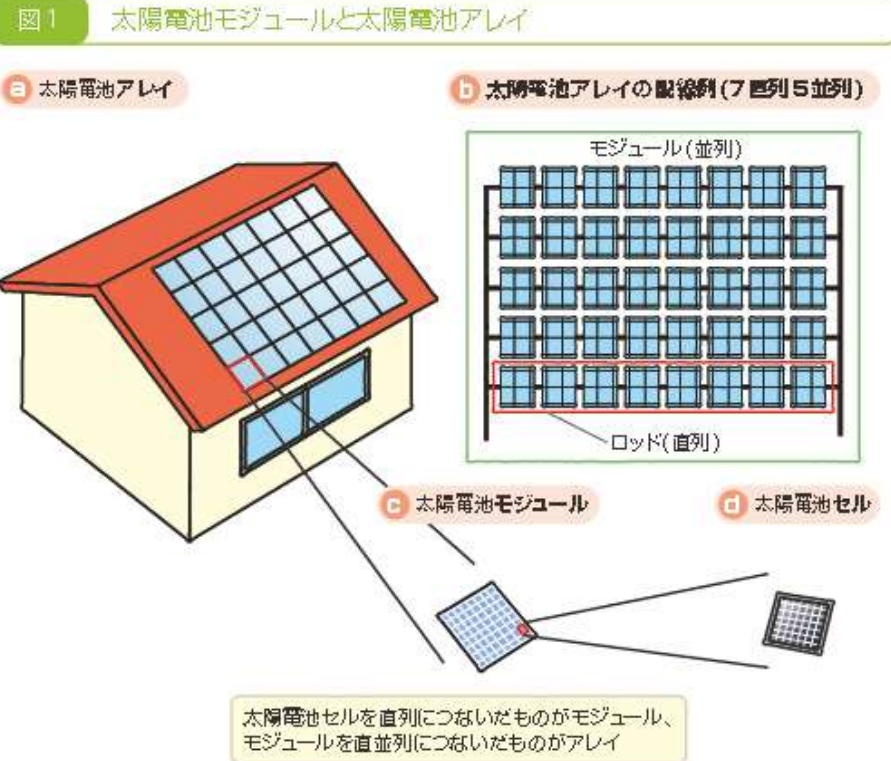 図1 太陽電池モジュールと太陽電池アレイ
a 太陽電池アレイ
b 太陽電池アレイの配線例(7直列5並列)
モジュール(並列)
ロッド(直列)
c 太陽電池モジュール
d 太陽電池セル
太陽電池セルを直列につないだものがモジュール、
モジュールを直並列につないだものがアレイ